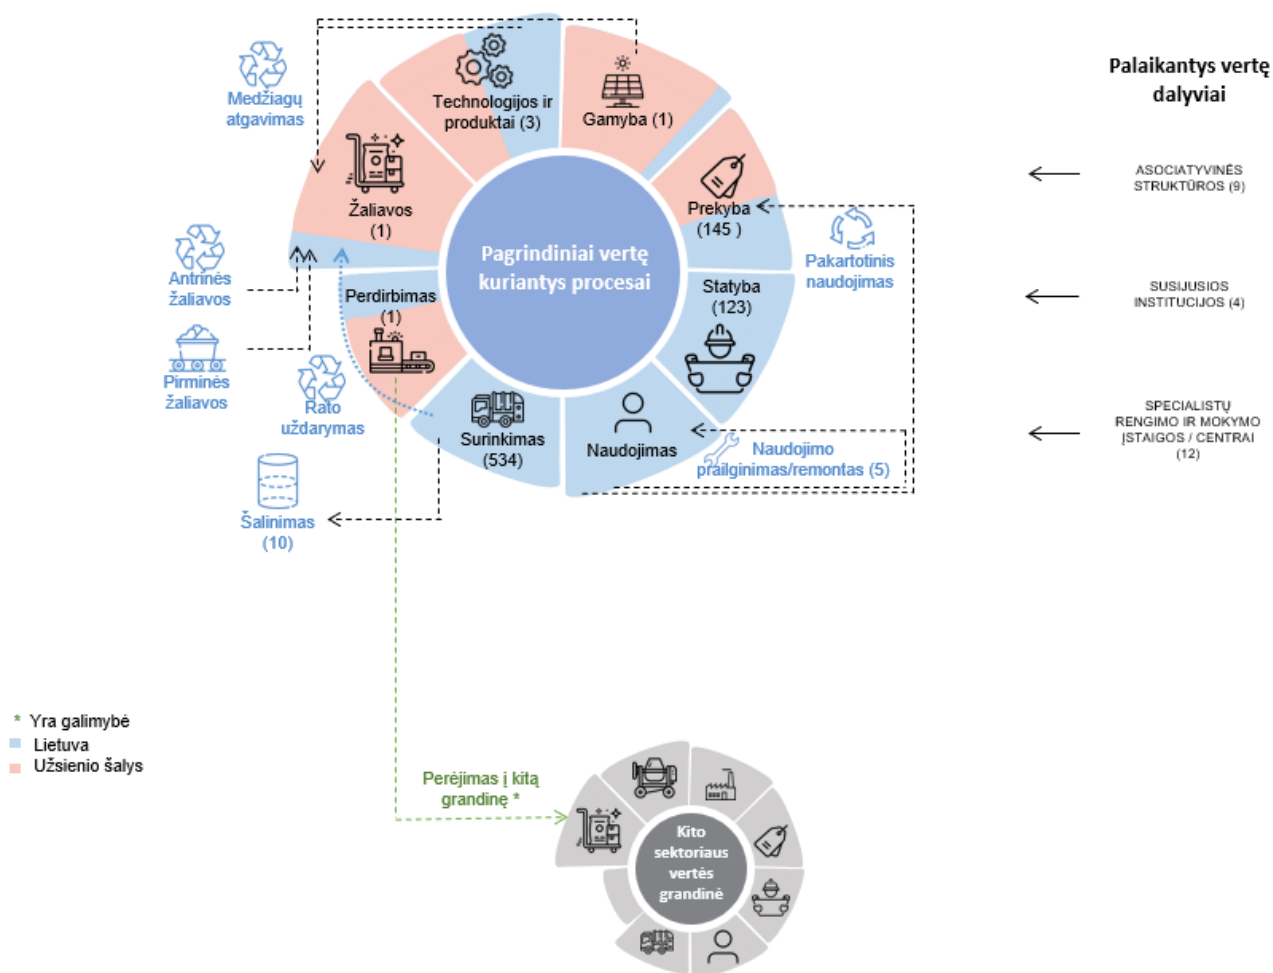 Medžiagų
atgavimas
Technologijos ir
produktai (3)
Gamyba (1)
Žaliavos
(1)
Prekyba
(145 )
Pagrindiniai vertę
kuriantys procesai
Pakartotinis
naudojimas
Antrinės
žaliavos
Perdirbimas
(1)
Statyba
(123)
Pirminės
žaliavos
Rato
uždarymas
Surinkimas
(534)
Naudojimas
Naudojimo
prailginimas/remontas (5)
Šalinimas
(10)
Palaikantys vertę
dalyviai
ASOCIATYVINĖS
STRUKTŪROS (9)
SUSIJUSIOS
INSTITUCIJOS (4)
SPECIALISTŲ
RENGIMO IR MOKYMO
ĮSTAIGOS / CENTRAI
(12)
* Yra galimybė
Lietuva
Užsienio šalys
Perėjimas į kitą
grandinę *
Kito
sektoriaus
vertės
grandinė